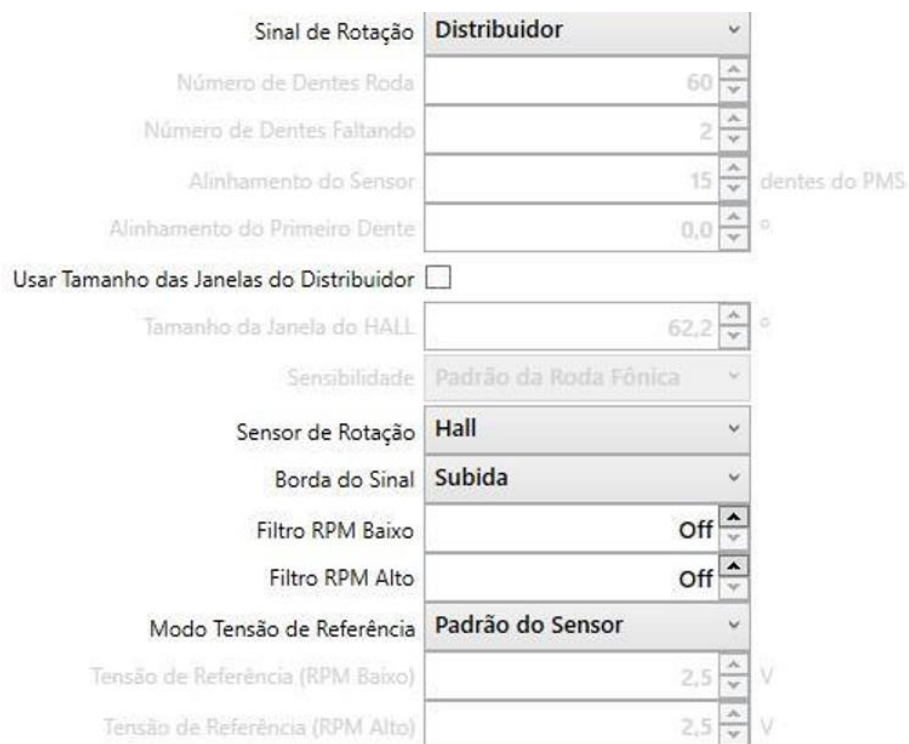 Sinal de Rotação Distribuidor
Número de Dentes Roda 60
Número de Dentes Faltando 2
Alinhamento do Sensor 15 dentes do PMS
Alinhamento do Primeiro Dente 0,0 °
Usar Tamanho das Janelas do Distribuidor
Tamanho da Janela do HALL 62,2 °
Sensibilidade Padrão da Roda Fônica
Sensor de Rotação Hall
Borda do Sinal Subida
Filtro RPM Baixo Off
Filtro RPM Alto Off
Modo Tensão de Referência Padrão do Sensor
Tensão de Referência (RPM Baixo) 2,5 V
Tensão de Referência (RPM Alto) 2,5 V